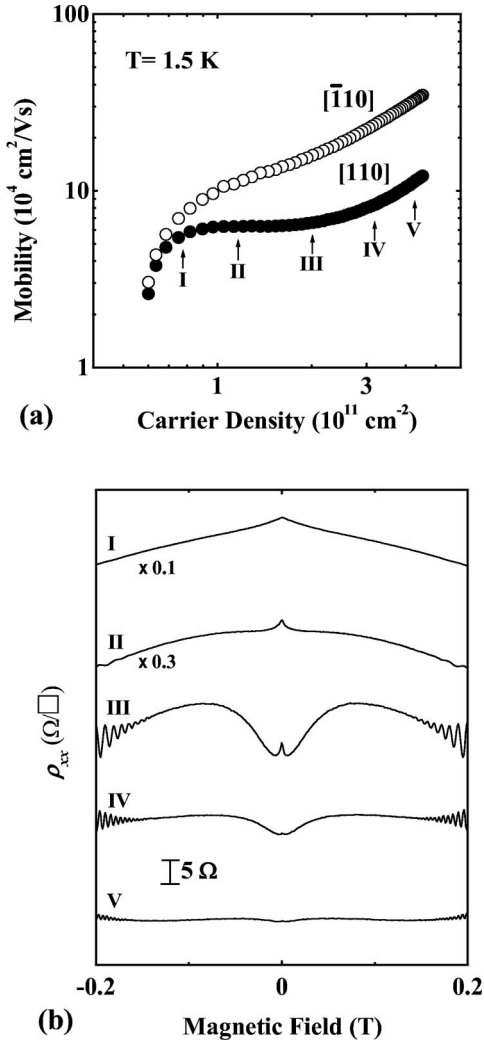 100
T= 1.5 K
[1̄10]
[110]
10
I
II
III
IV
V
1
1
3
Mobility (10⁴ cm²/Vs)
(a)
Carrier Density (10¹¹ cm⁻²)
I
x 0.1
II
x 0.3
III
IV
5 Ω
V
ρxx (Ω/□)
-0.2
0
0.2
(b)
Magnetic Field (T)